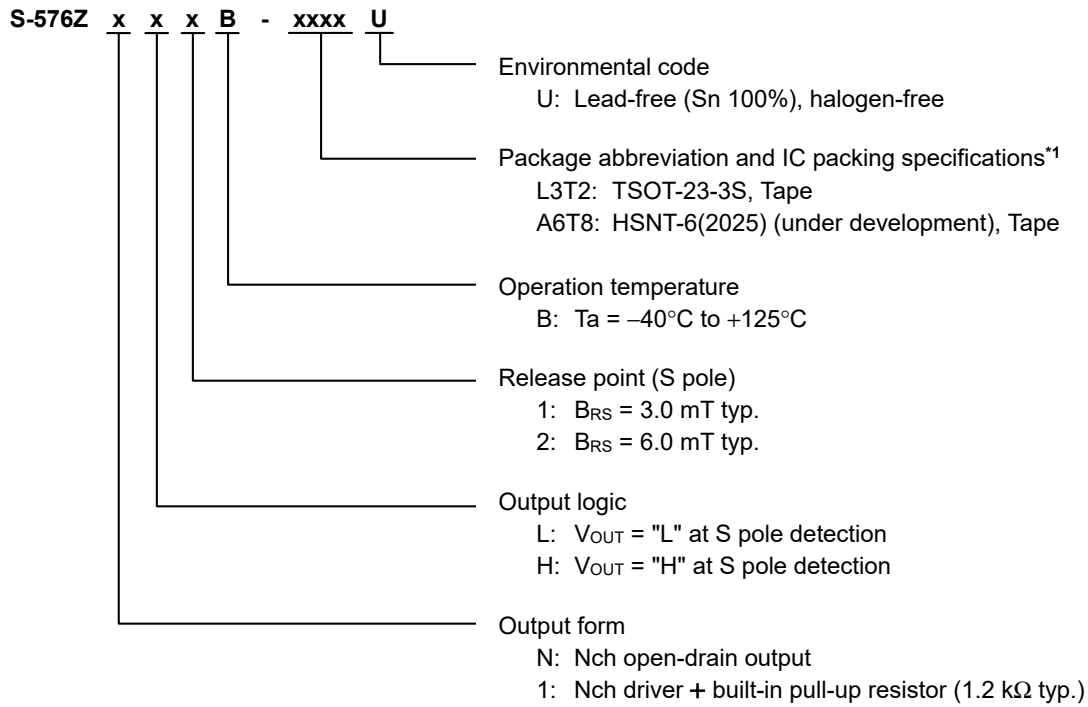 S-576Z x x x B - xxxx U
Environmental code
U: Lead-free (Sn 100%), halogen-free
Package abbreviation and IC packing specifications*1
L3T2: TSOT-23-3S, Tape
A6T8: HSNT-6(2025) (under development), Tape
Operation temperature
B: Ta = −40°C to +125°C
Release point (S pole)
1: BRS = 3.0 mT typ.
2: BRS = 6.0 mT typ.
Output logic
L: VOUT = "L" at S pole detection
H: VOUT = "H" at S pole detection
Output form
N: Nch open-drain output
1: Nch driver + built-in pull-up resistor (1.2 kΩ typ.)